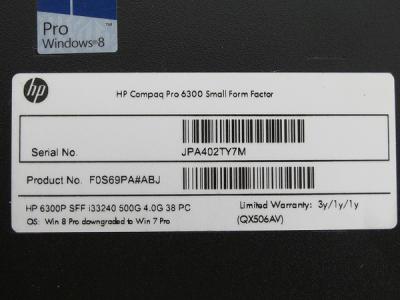 Pro
Windows 8
hp
HP Compaq Pro 6300 Small Form Factor
Serial No. JPA402TY7M
Product No. F0S69PA#ABJ
HP 6300P SFF i33240 500G 4.0G 38 PC
Limited Warranty: 3y/1y/1y
OS: Win 8 Pro downgraded to Win 7 Pro
(QX506AV)